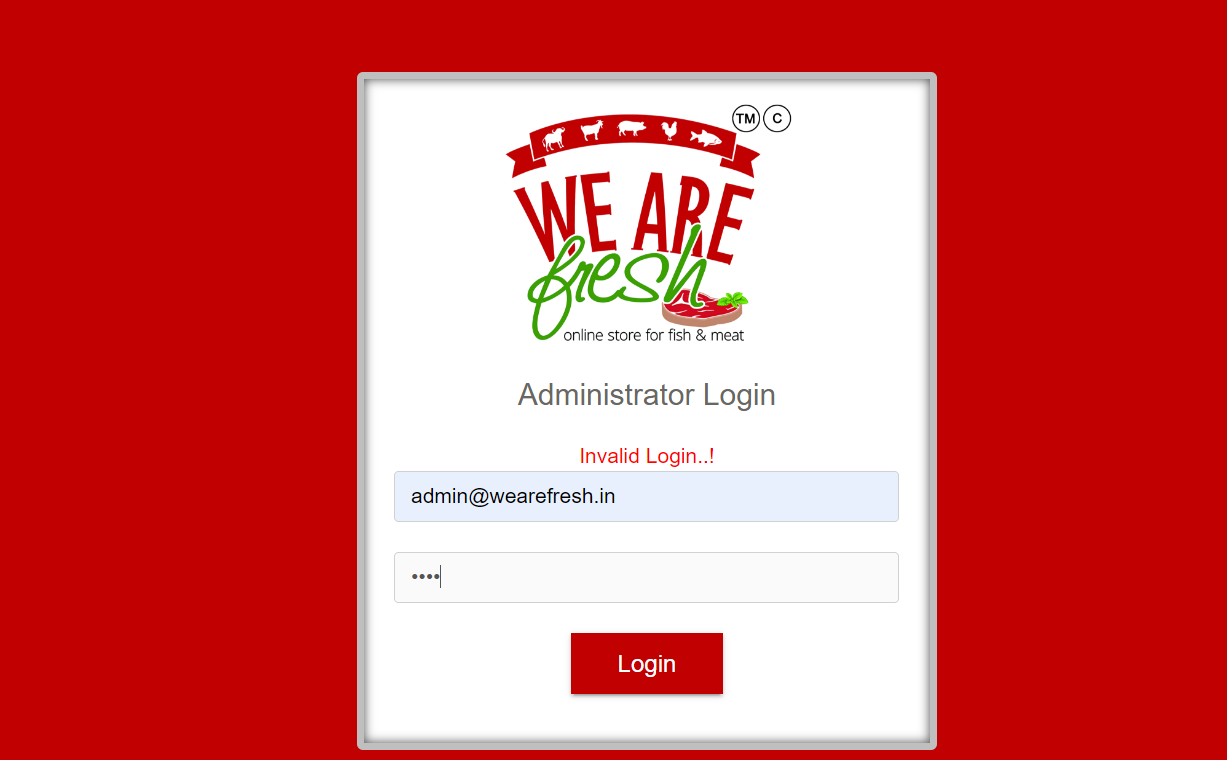 TM C
WE ARE
fresh
online store for fish & meat
Administrator Login
Invalid Login..!
admin@wearefresh.in
••••
Login